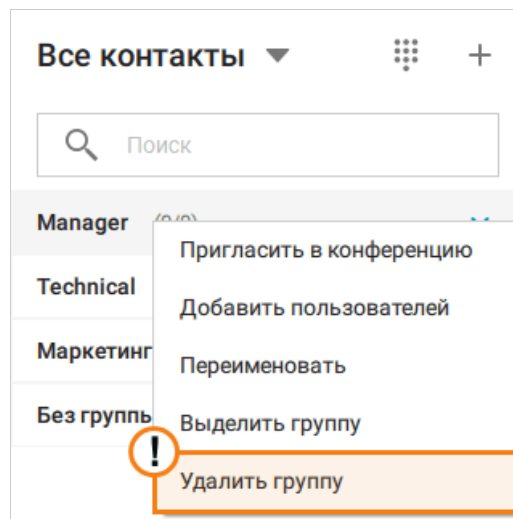 Все контакты
Поиск
Manager
Пригласить в конференцию
Technical
Добавить пользователей
Маркетинг
Переименовать
Без группы
Выделить группу
!
Удалить группу